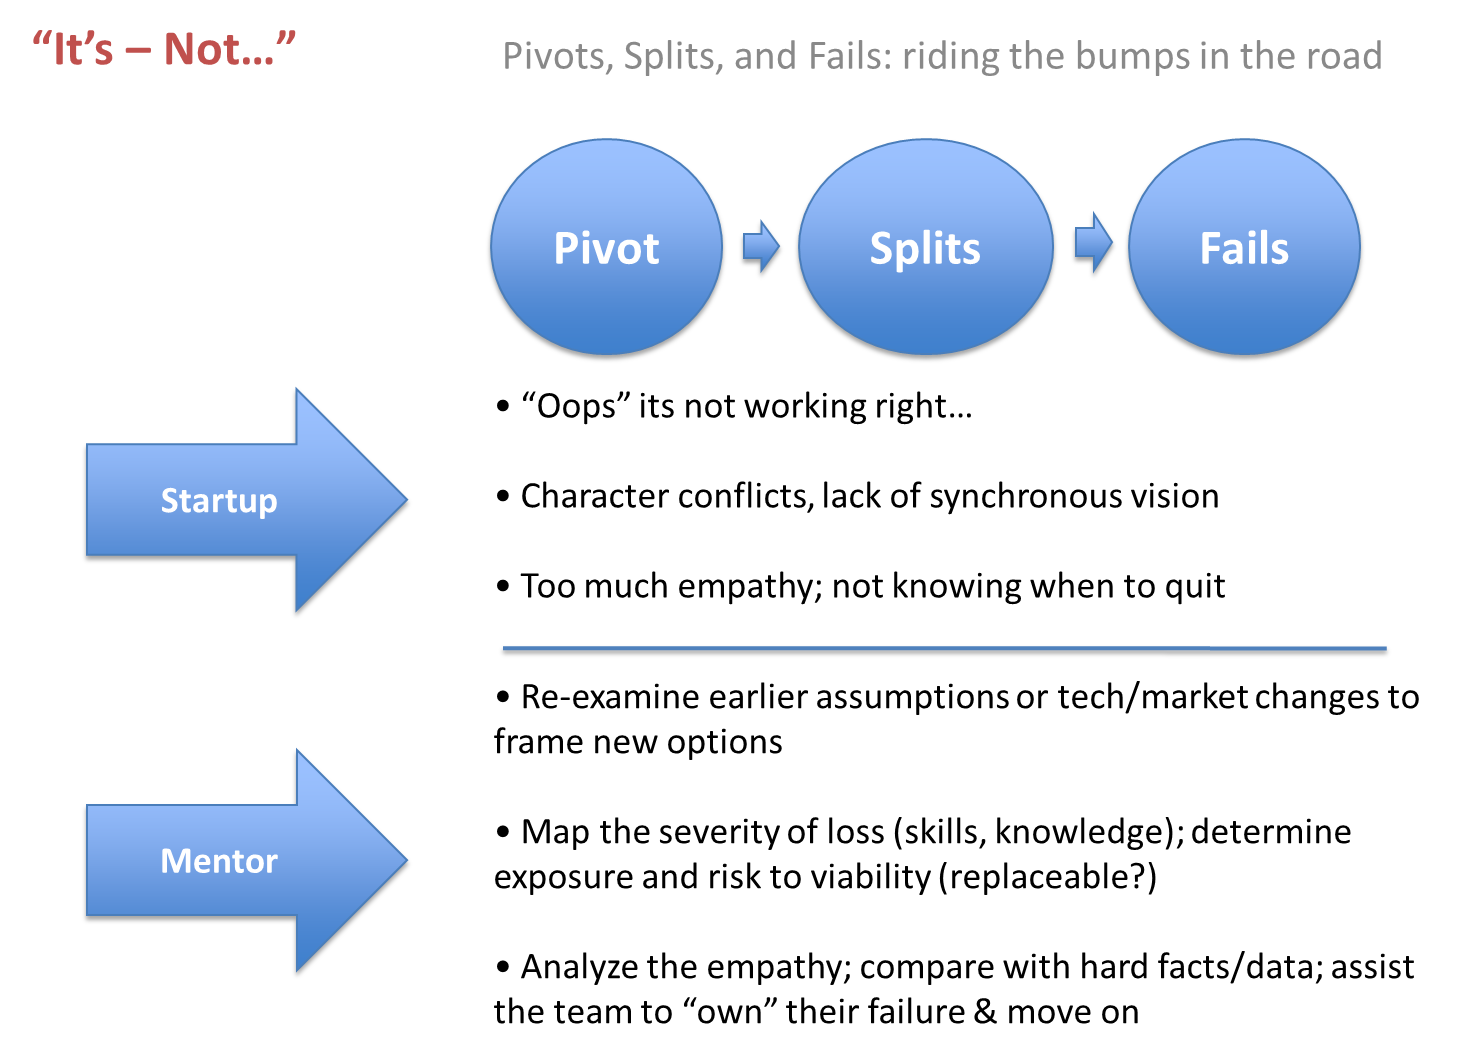 “It’s – Not...”
Pivots, Splits, and Fails: riding the bumps in the road
Pivot
Splits
Fails
Startup
• “Oops” its not working right...
• Character conflicts, lack of synchronous vision
• Too much empathy; not knowing when to quit
Mentor
• Re-examine earlier assumptions or tech/market changes to
frame new options
• Map the severity of loss (skills, knowledge); determine
exposure and risk to viability (replaceable?)
• Analyze the empathy; compare with hard facts/data; assist
the team to “own” their failure & move on